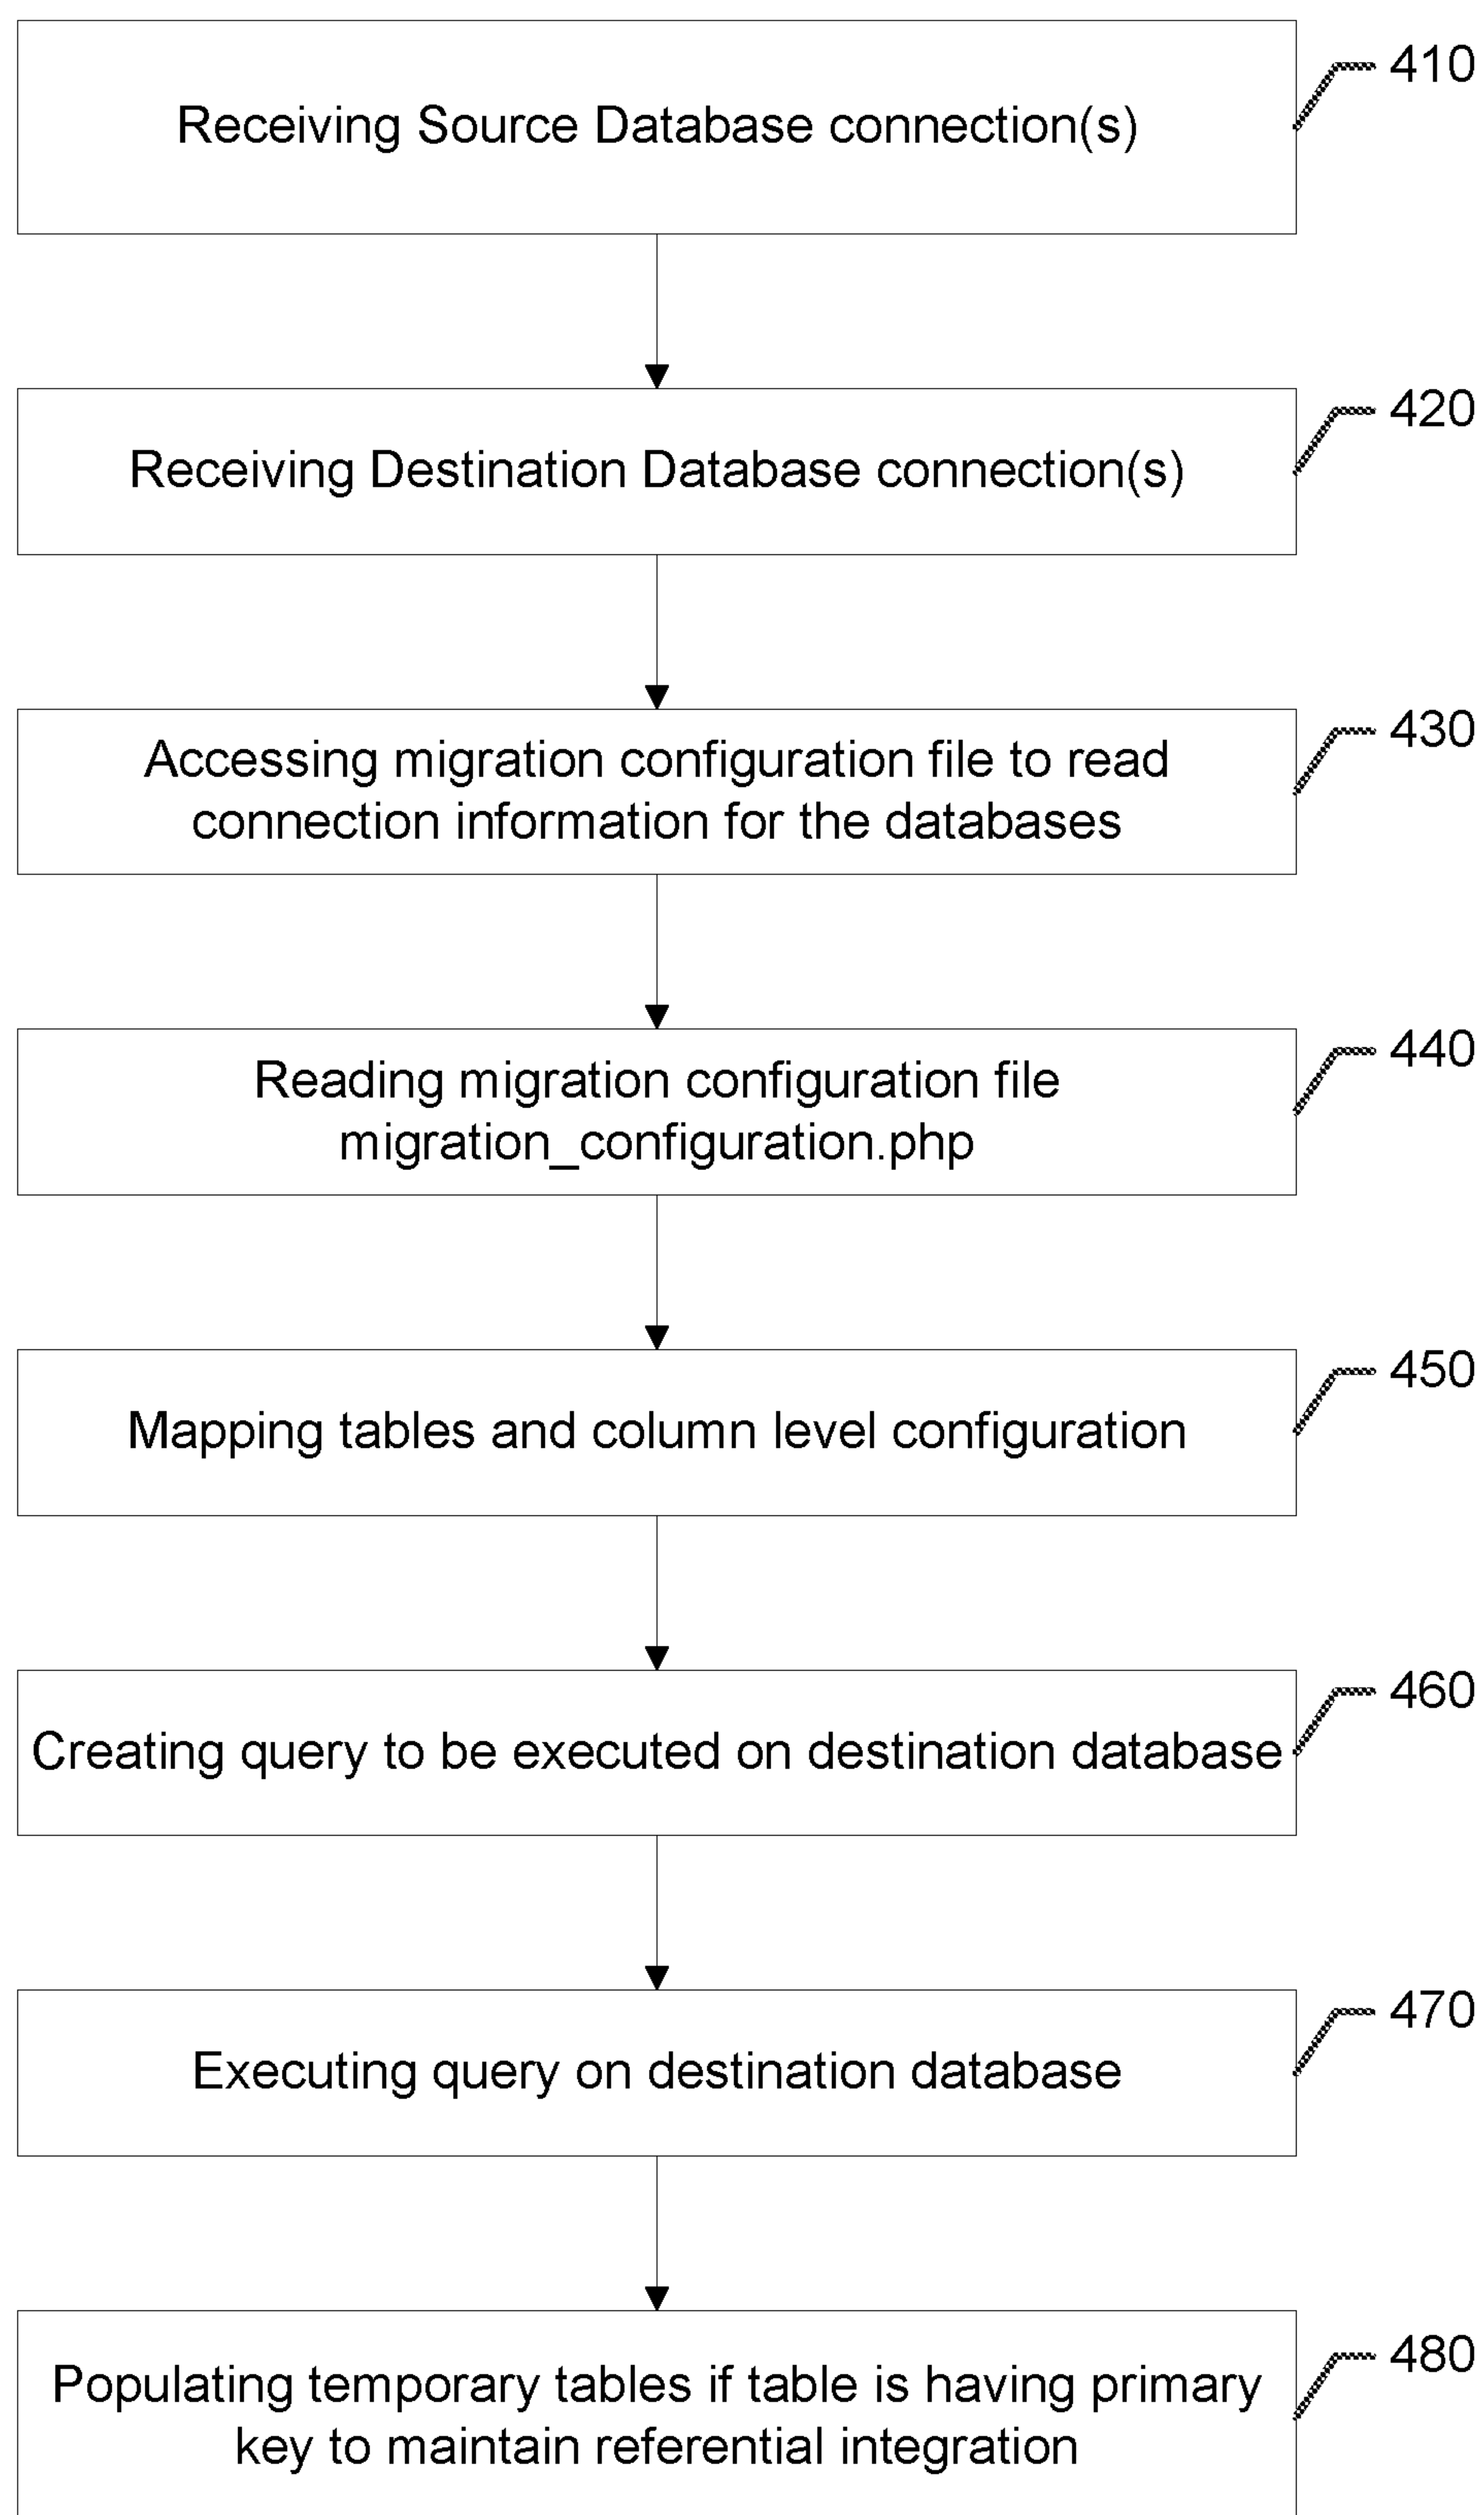 410
Receiving Source Database connection(s)
420
Receiving Destination Database connection(s)
430
Accessing migration configuration file to read
connection information for the databases
440
Reading migration configuration file
migration_configuration.php
450
Mapping tables and column level configuration
460
Creating query to be executed on destination database
470
Executing query on destination database
480
Populating temporary tables if table is having primary
key to maintain referential integration